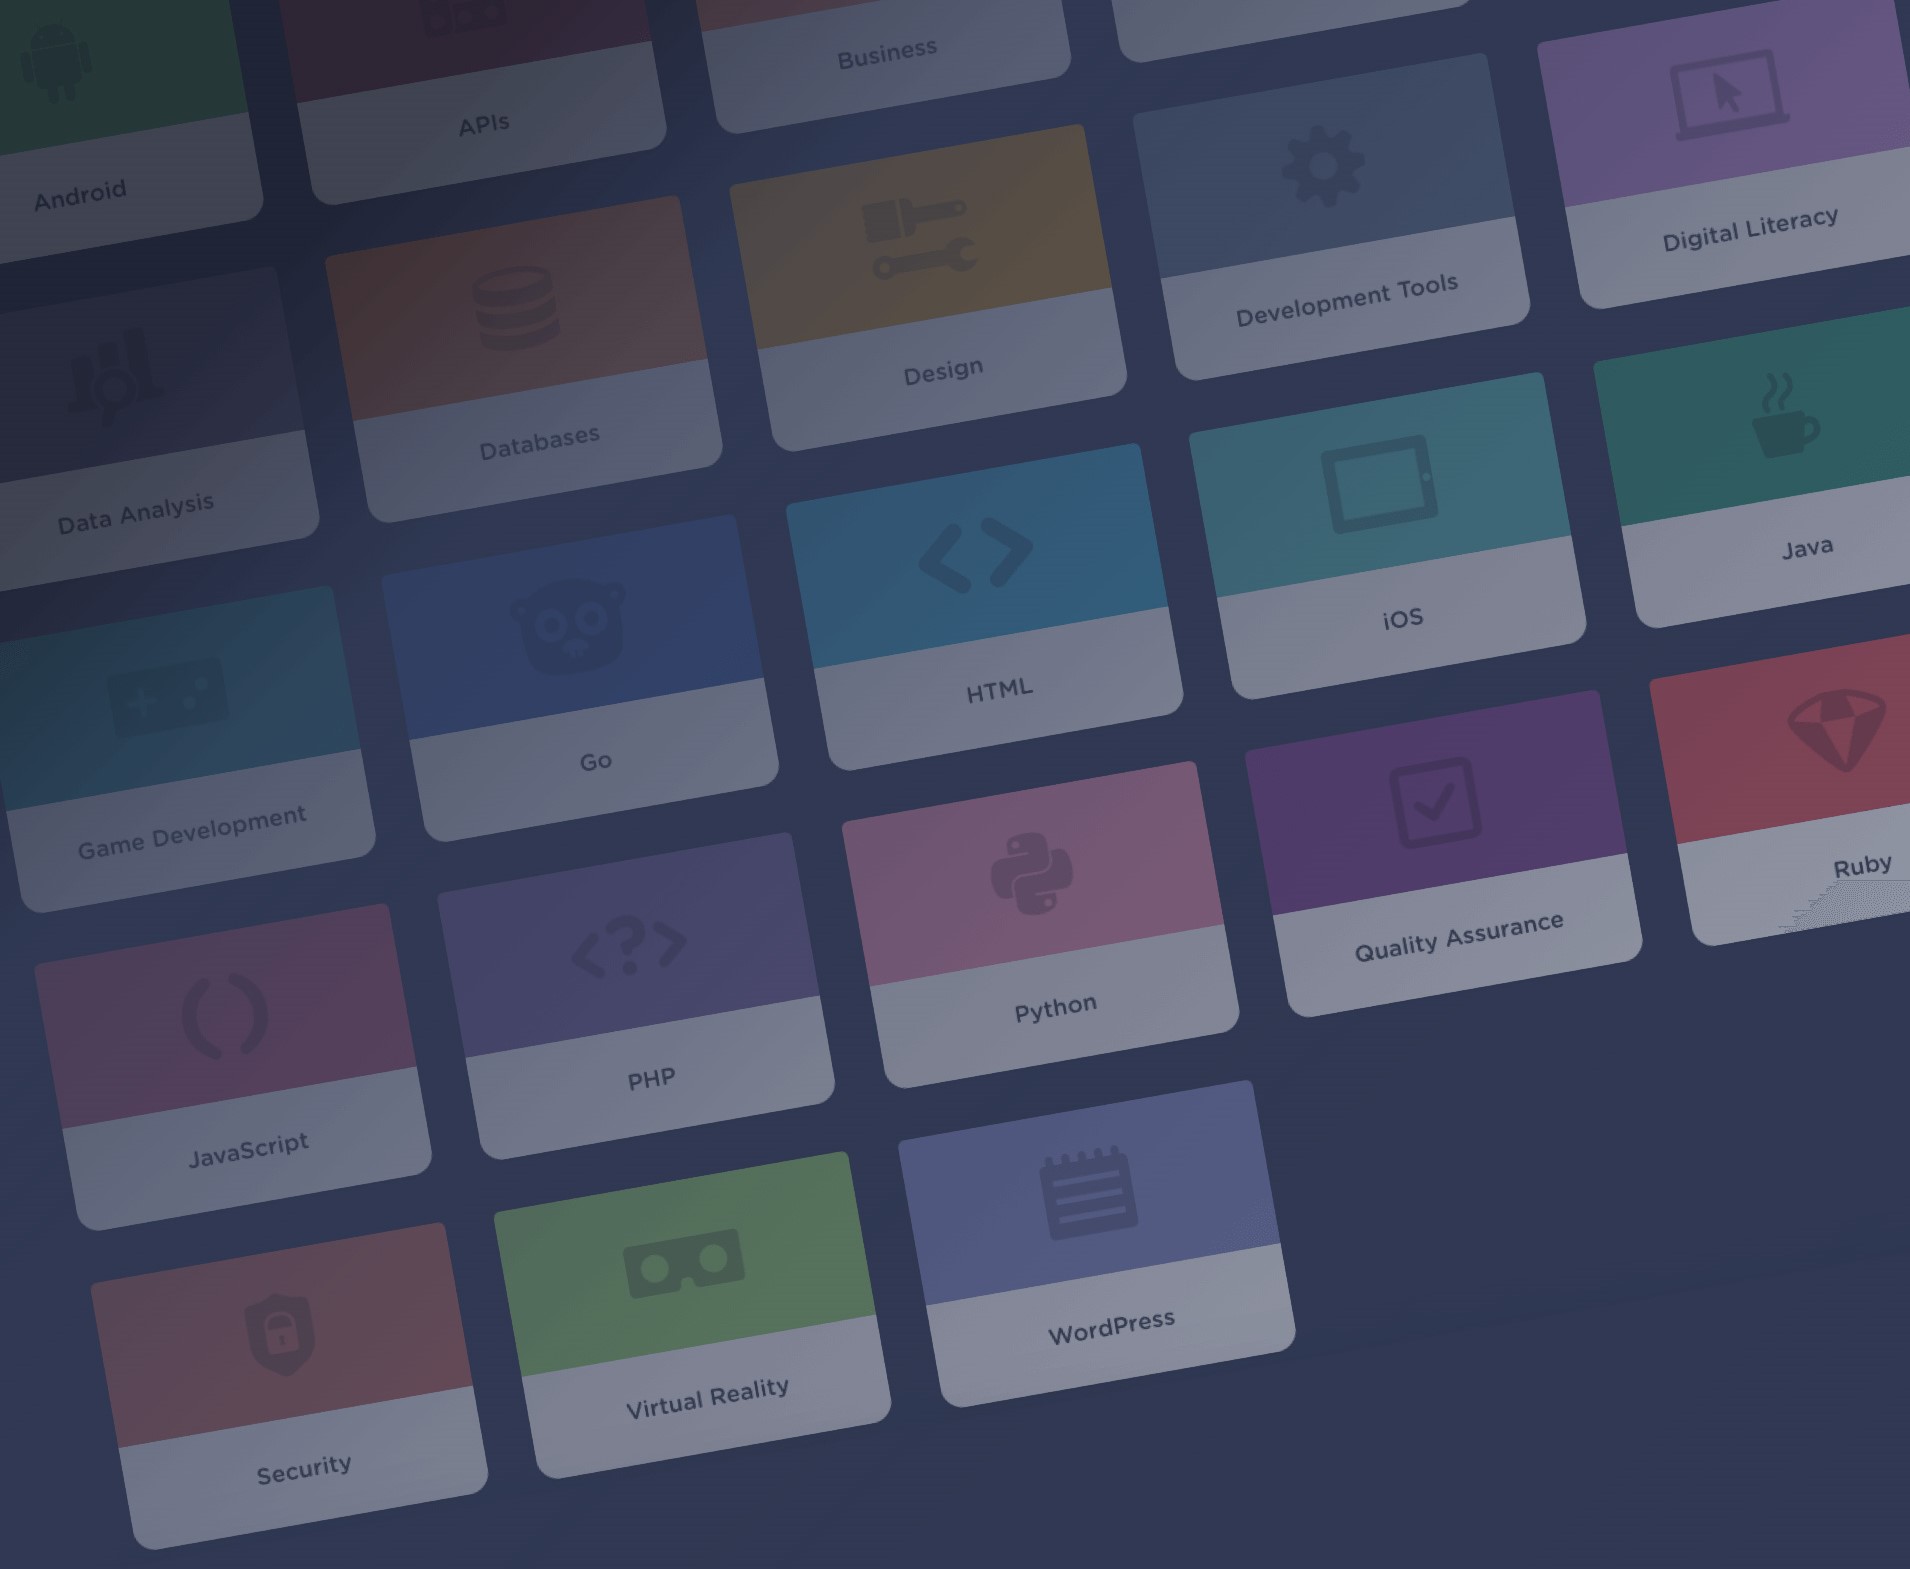 Android
APIs
Business
Data Analysis
Databases
Design
Development Tools
Digital Literacy
Game Development
Go
HTML
iOS
Java
JavaScript
PHP
Python
Quality Assurance
Ruby
Security
Virtual Reality
WordPress